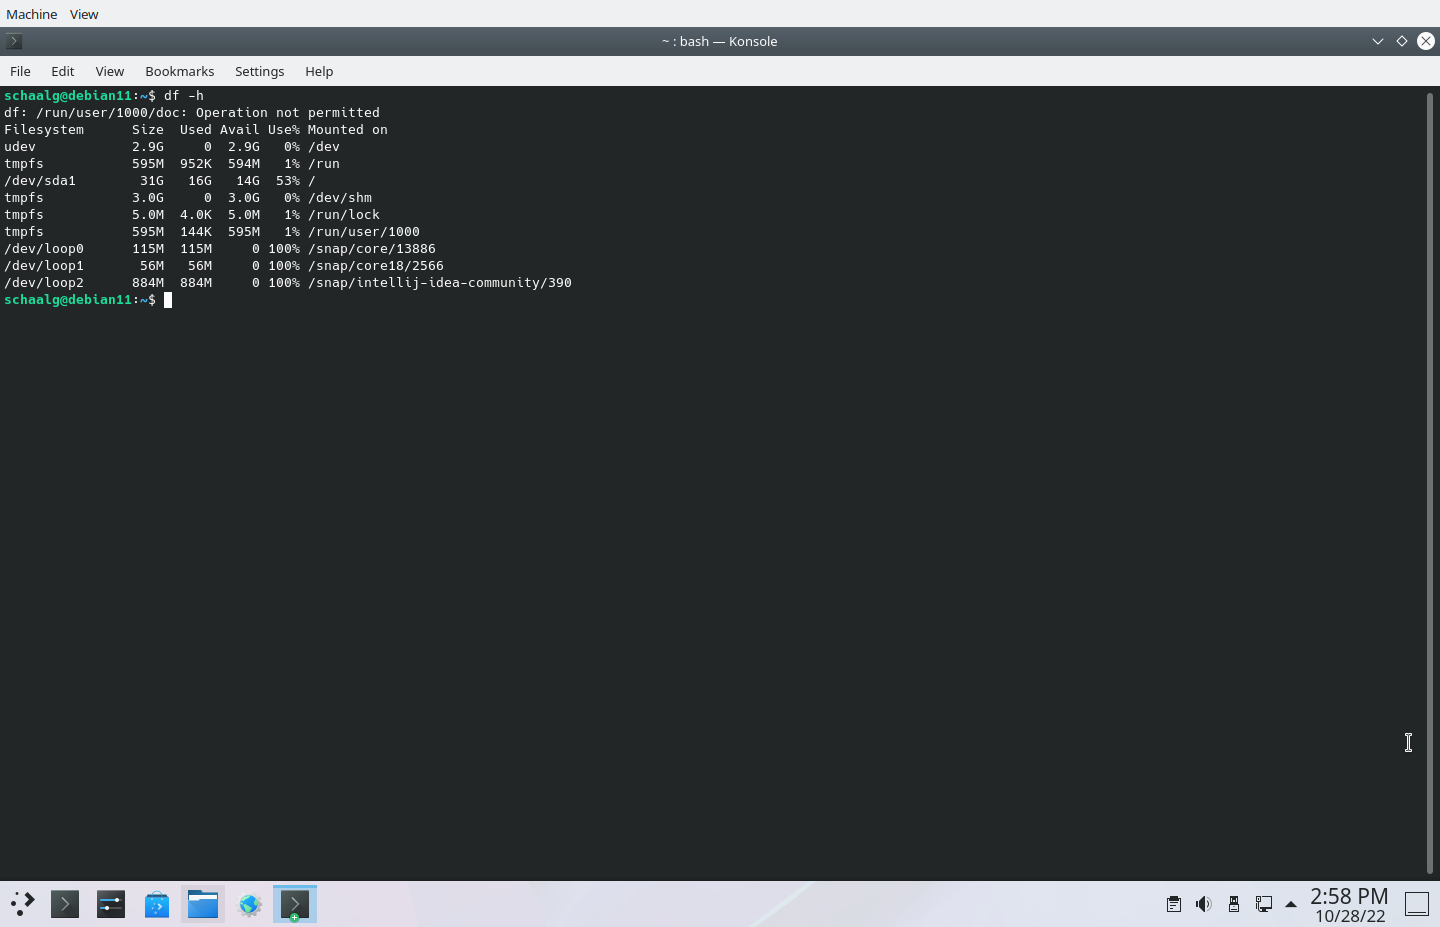 Machine View
~ : bash — Konsole
File Edit View Bookmarks Settings Help
schaalg@debian11:~$ df -h
df: /run/user/1000/doc: Operation not permitted
Filesystem      Size  Used Avail Use% Mounted on
udev            2.9G     0  2.9G   0% /dev
tmpfs           595M  952K  594M   1% /run
/dev/sda1        31G   16G   14G  53% /
tmpfs           3.0G     0  3.0G   0% /dev/shm
tmpfs           5.0M  4.0K  5.0M   1% /run/lock
tmpfs           595M  144K  595M   1% /run/user/1000
/dev/loop0      115M  115M     0 100% /snap/core/13886
/dev/loop1       56M   56M     0 100% /snap/core18/2566
/dev/loop2      884M  884M     0 100% /snap/intellij-idea-community/390
schaalg@debian11:~$
2:58 PM
10/28/22